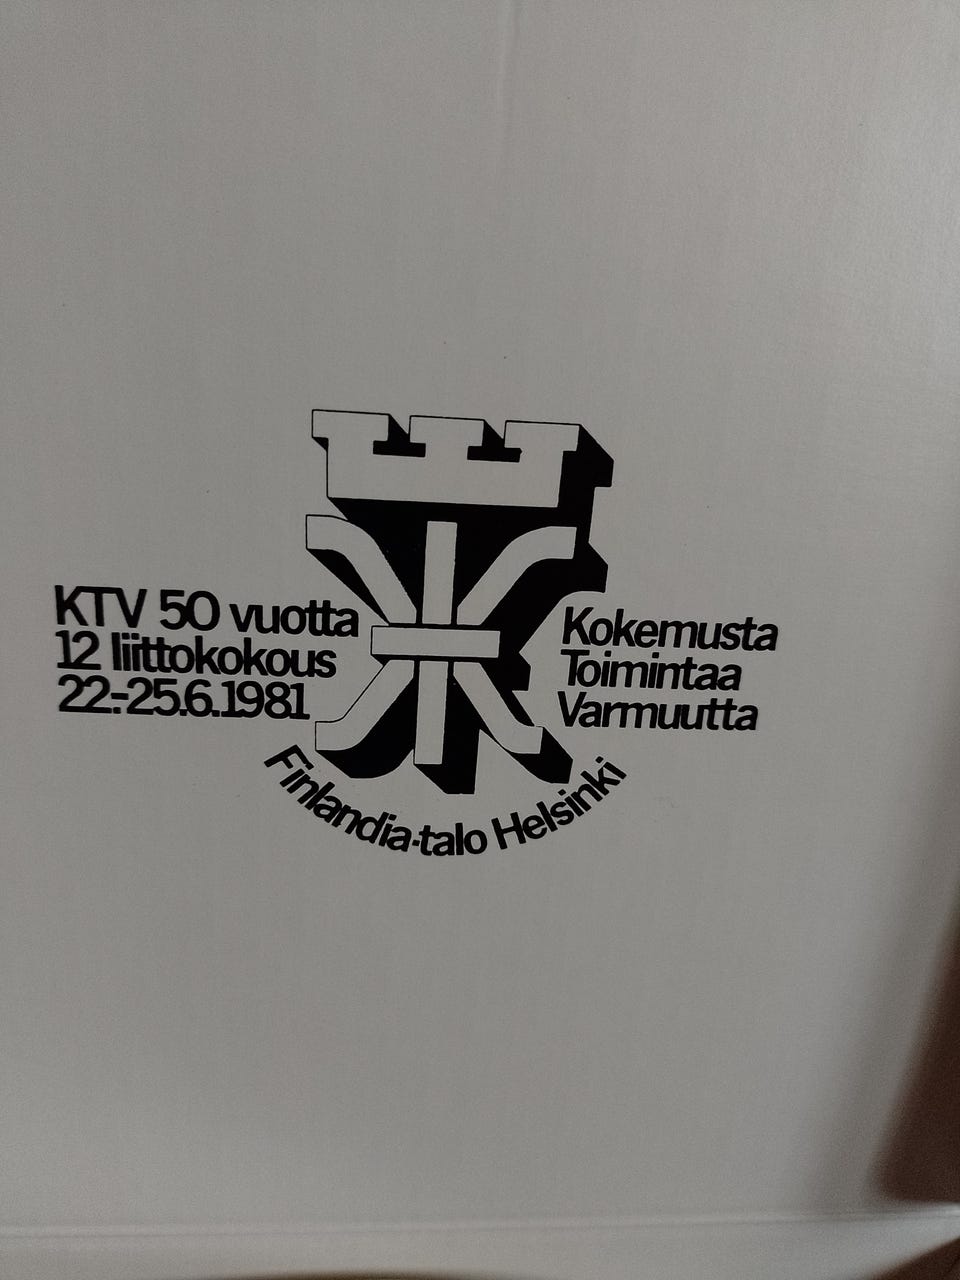 KTV 50 vuotta
12 liittokokous
22.-25.6.1981
Kokemusta
Toimintaa
Varmuutta
Finlandia-talo Helsinki